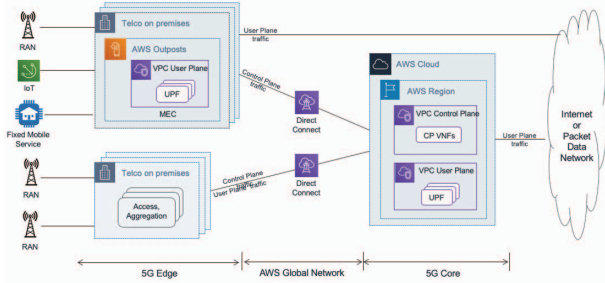 Telco on premises
RAN
AWS Outposts
VPC User Plane
UPF
MEC
IoT
Fixed Mobile
Service
User Plane
traffic
Control Plane
traffic
Direct
Connect
AWS Cloud
AWS Region
VPC Control Plane
CP VNFs
VPC User Plane
UPF
User Plane
traffic
Internet
or
Packet
Data
Network
RAN
Telco on premises
Access,
Aggregation
RAN
Control Plane
traffic
User Plane
traffic
Direct
Connect
5G Edge
AWS Global Network
5G Core